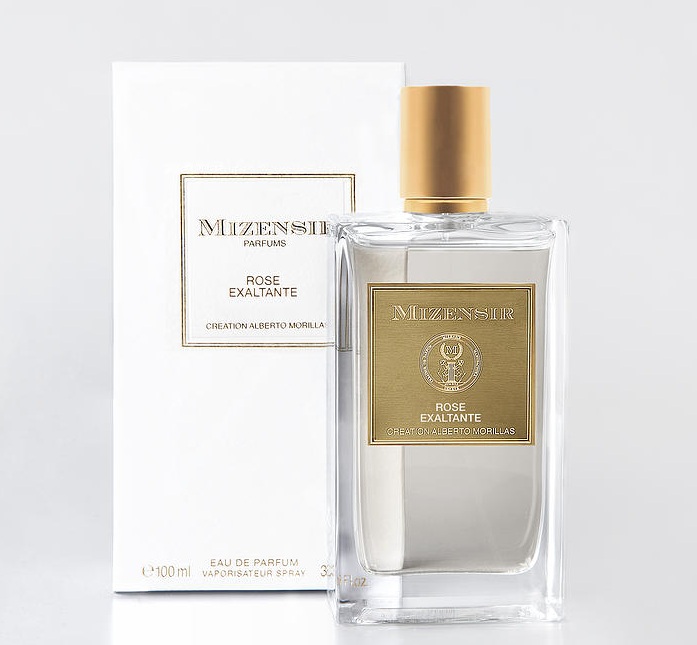 MIZENSIR
PARFUMS
ROSE
EXALTANTE
CREATION ALBERTO MORILLAS
℮100 ml
EAU DE PARFUM
VAPORISATEUR SPRAY
MIZENSIR
M
ROSE
EXALTANTE
CREATION ALBERTO MORILLAS